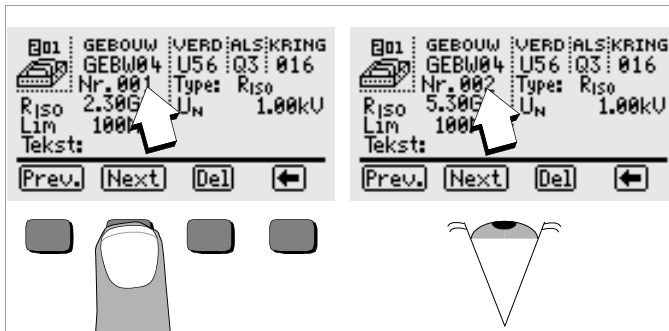 201 GEBOUW VERD ALS KRING
GEBW04 U56 Q3 016
Nr. 001 Type: RISO
RISO 2.30G UN 1.00kV
Lim 100
Tekst:
Prev. Next Del ←
201 GEBOUW VERD ALS KRING
GEBW04 U56 Q3 016
Nr. 002 Type: RISO
RISO 5.30G UN 1.00kV
Lim 100
Tekst:
Prev. Next Del ←